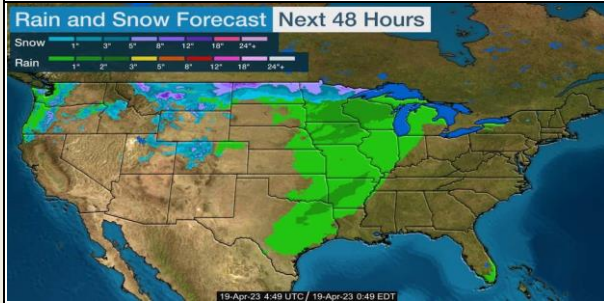 Rain and Snow Forecast Next 48 Hours
Snow 1" 3" 5" 8" 12" 18" 24"+
Rain 1" 2" 3" 5" 8" 12" 18" 24"+
19-Apr-23 4:49 UTC / 19-Apr-23 0:49 EDT